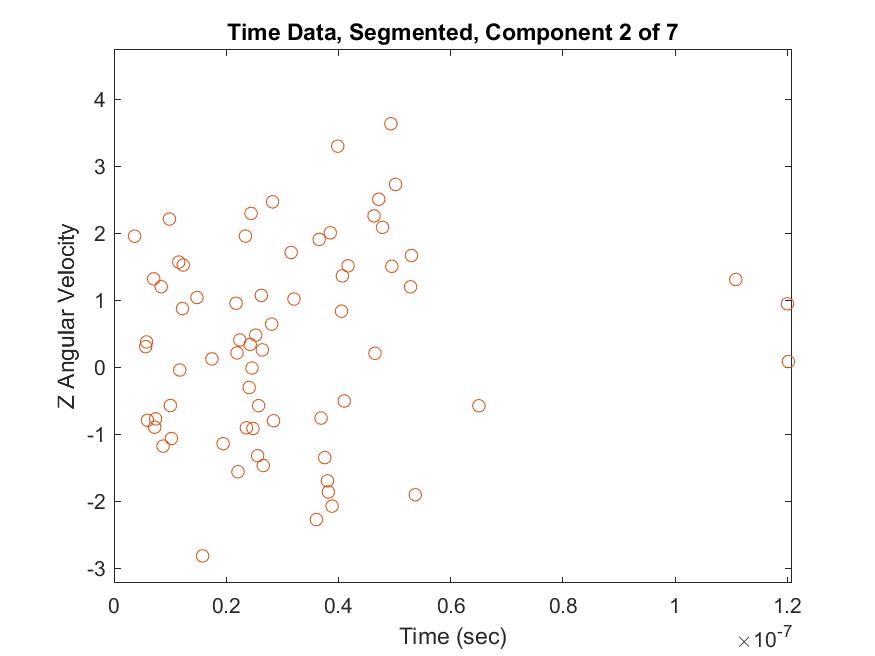 Time Data, Segmented, Component 2 of 7
4
3
2
1
0
-1
-2
-3
Z Angular Velocity
0 0.2 0.4 0.6 0.8 1 1.2
Time (sec)
×10⁻⁷